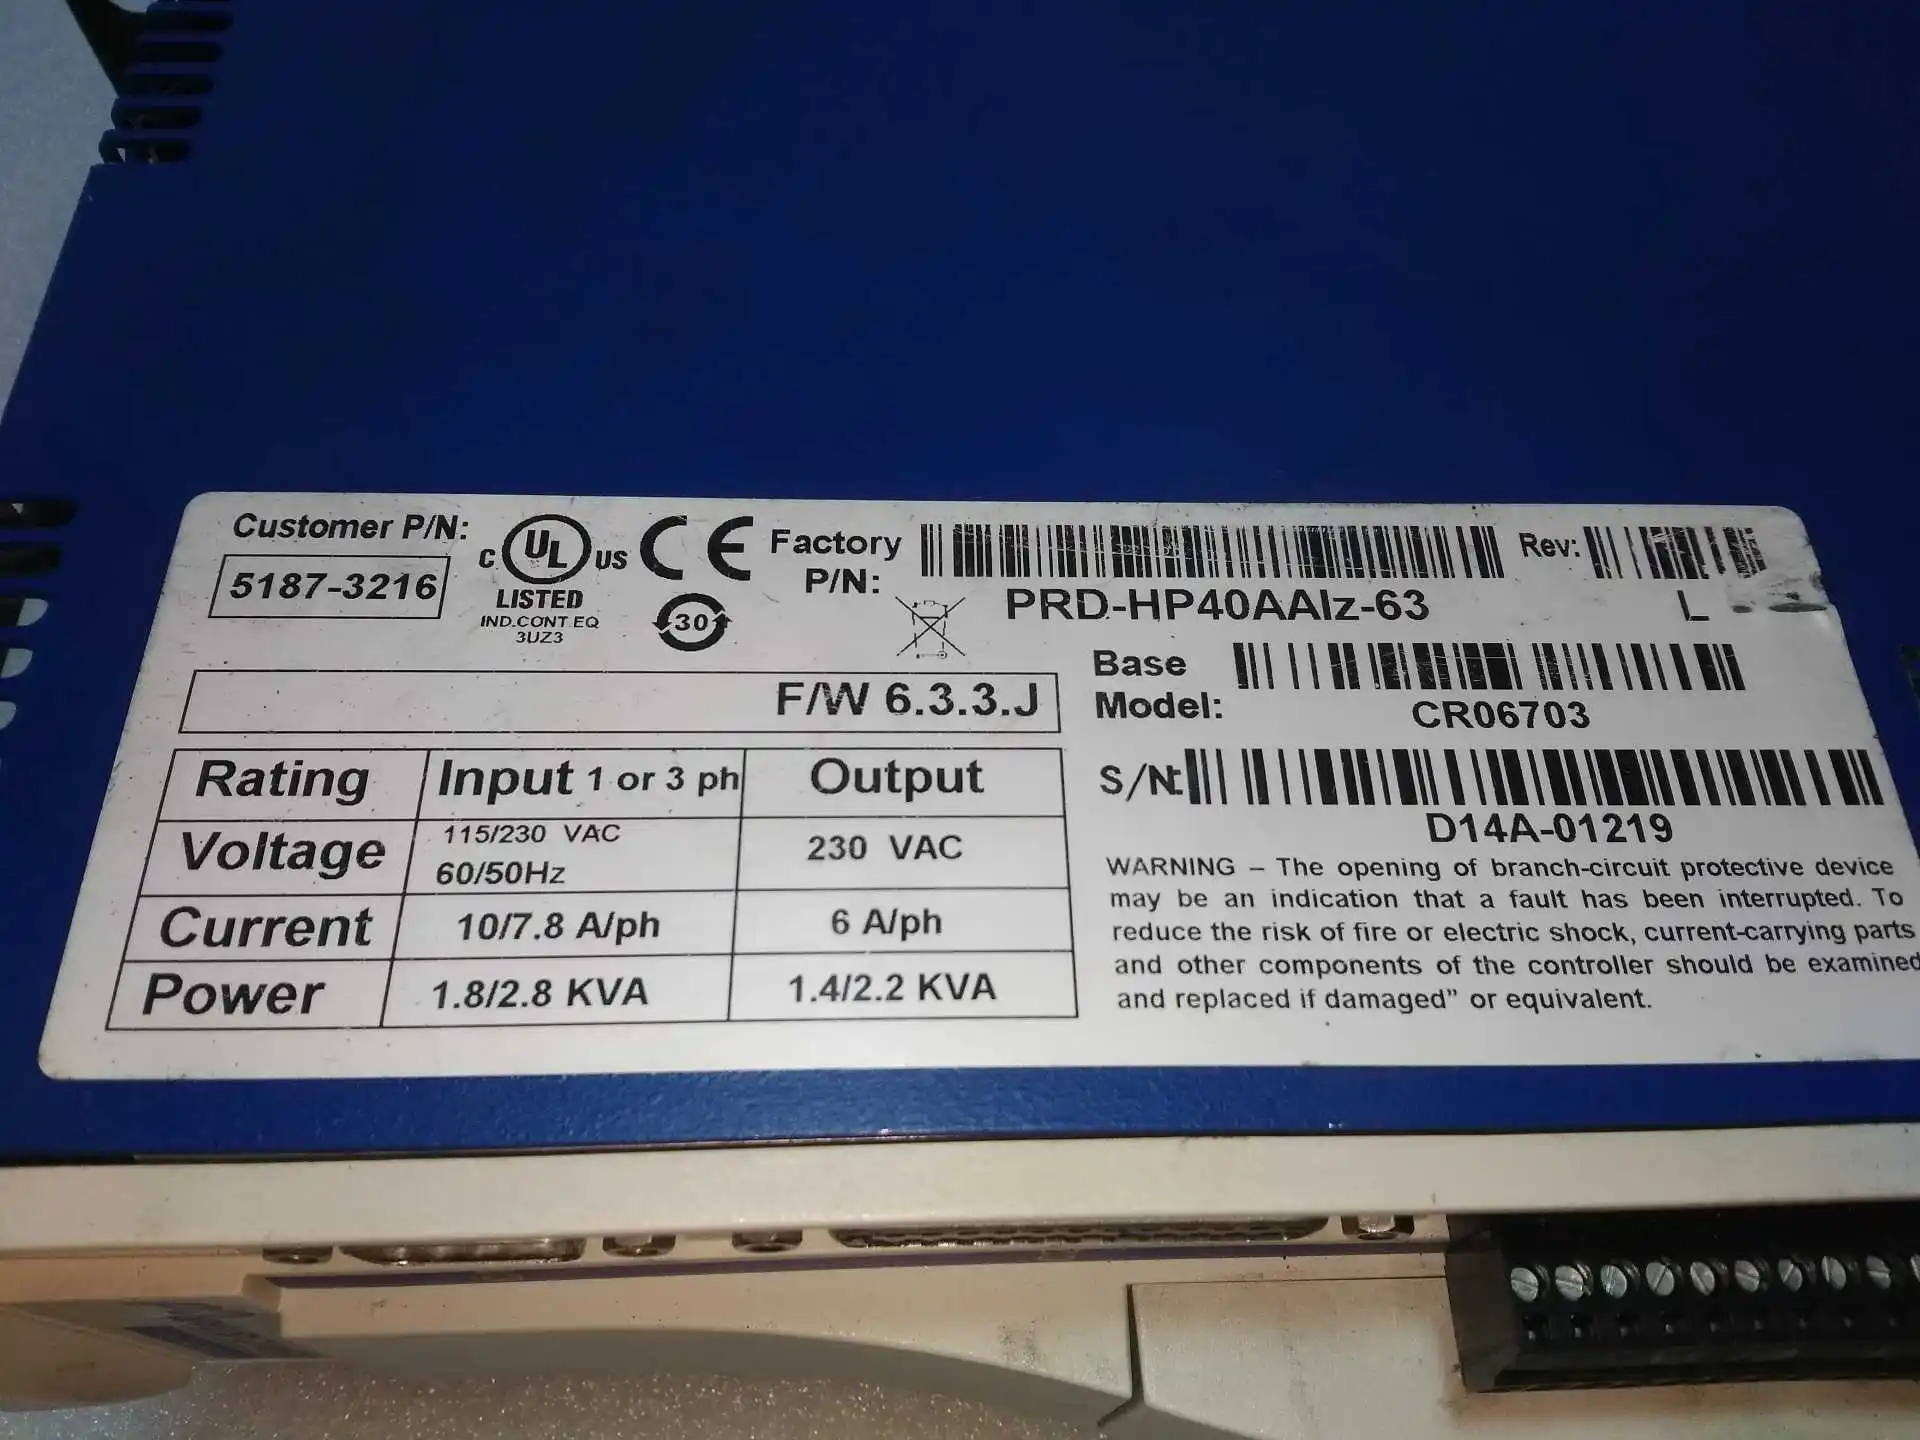 Customer P/N:
5187-3216
C UL US
LISTED
IND.CONT.EQ
3UZ3
CE
30
Factory
P/N:
PRD-HP40AAIz-63
Rev:
L
F/W 6.3.3.J
Base
Model:
CR06703
S/N:
D14A-01219
Rating Input 1 or 3 ph Output
Voltage 115/230 VAC 60/50Hz 230 VAC
Current 10/7.8 A/ph 6 A/ph
Power 1.8/2.8 KVA 1.4/2.2 KVA
WARNING – The opening of branch-circuit protective device
may be an indication that a fault has been interrupted. To
reduce the risk of fire or electric shock, current-carrying parts
and other components of the controller should be examined
and replaced if damaged” or equivalent.